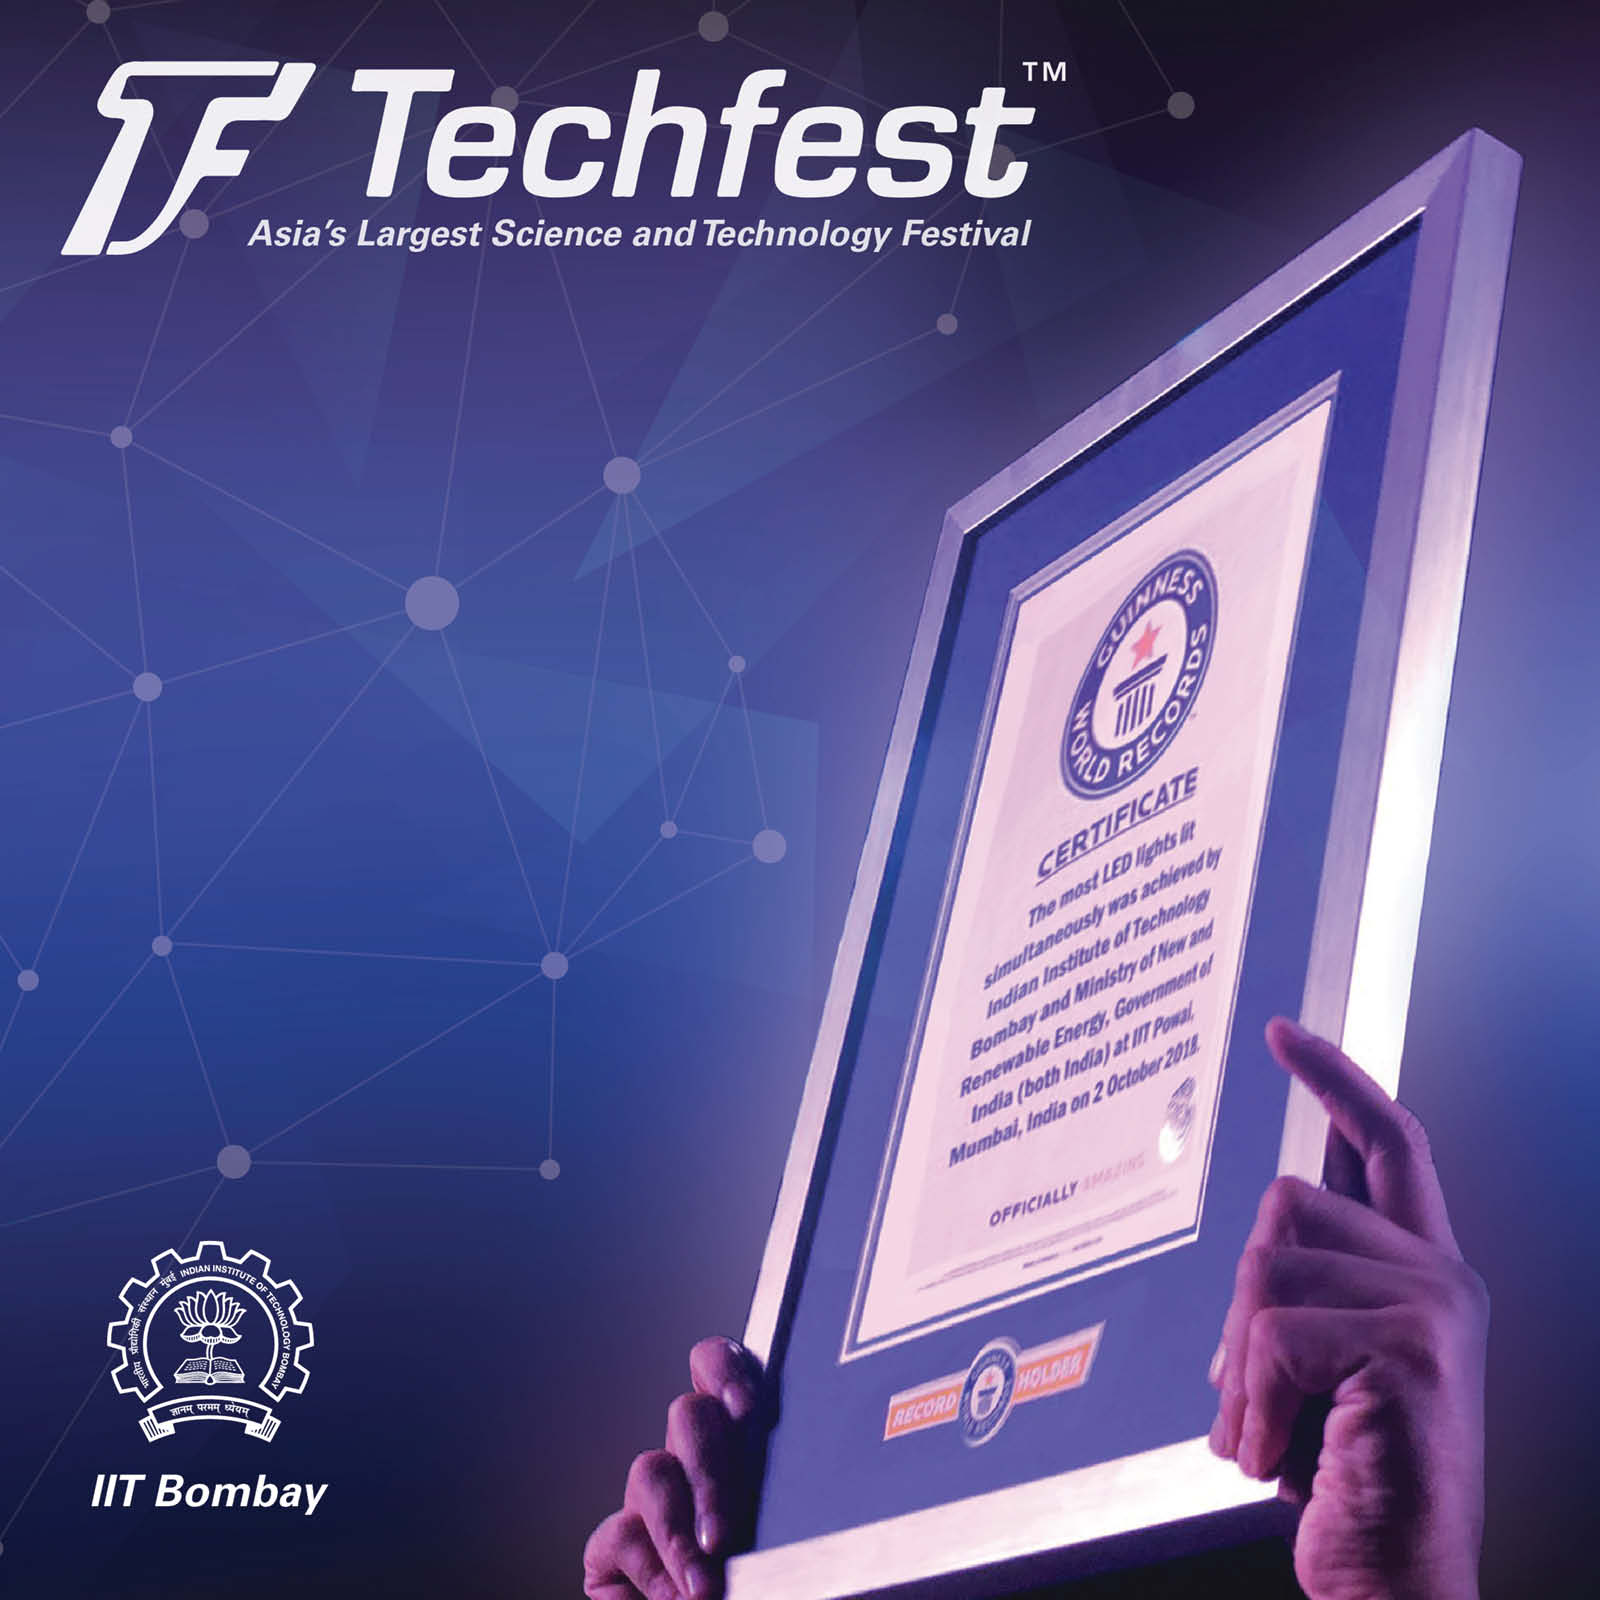 TF Techfest™
Asia's Largest Science and Technology Festival
GUINNESS
WORLD RECORDS
CERTIFICATE
The most LED lights lit
simultaneously was achieved by
Indian Institute of Technology
Bombay and Ministry of New and
Renewable Energy, Government of
India (both India) at IIT Powai,
Mumbai, India on 2 October 2018.
OFFICIALLY AMAZING
RECORD HOLDER
भारतीय प्रौद्योगिकी संस्थान मुंबई INDIAN INSTITUTE OF TECHNOLOGY BOMBAY
ज्ञानम् परमम् ध्येयम्
IIT Bombay